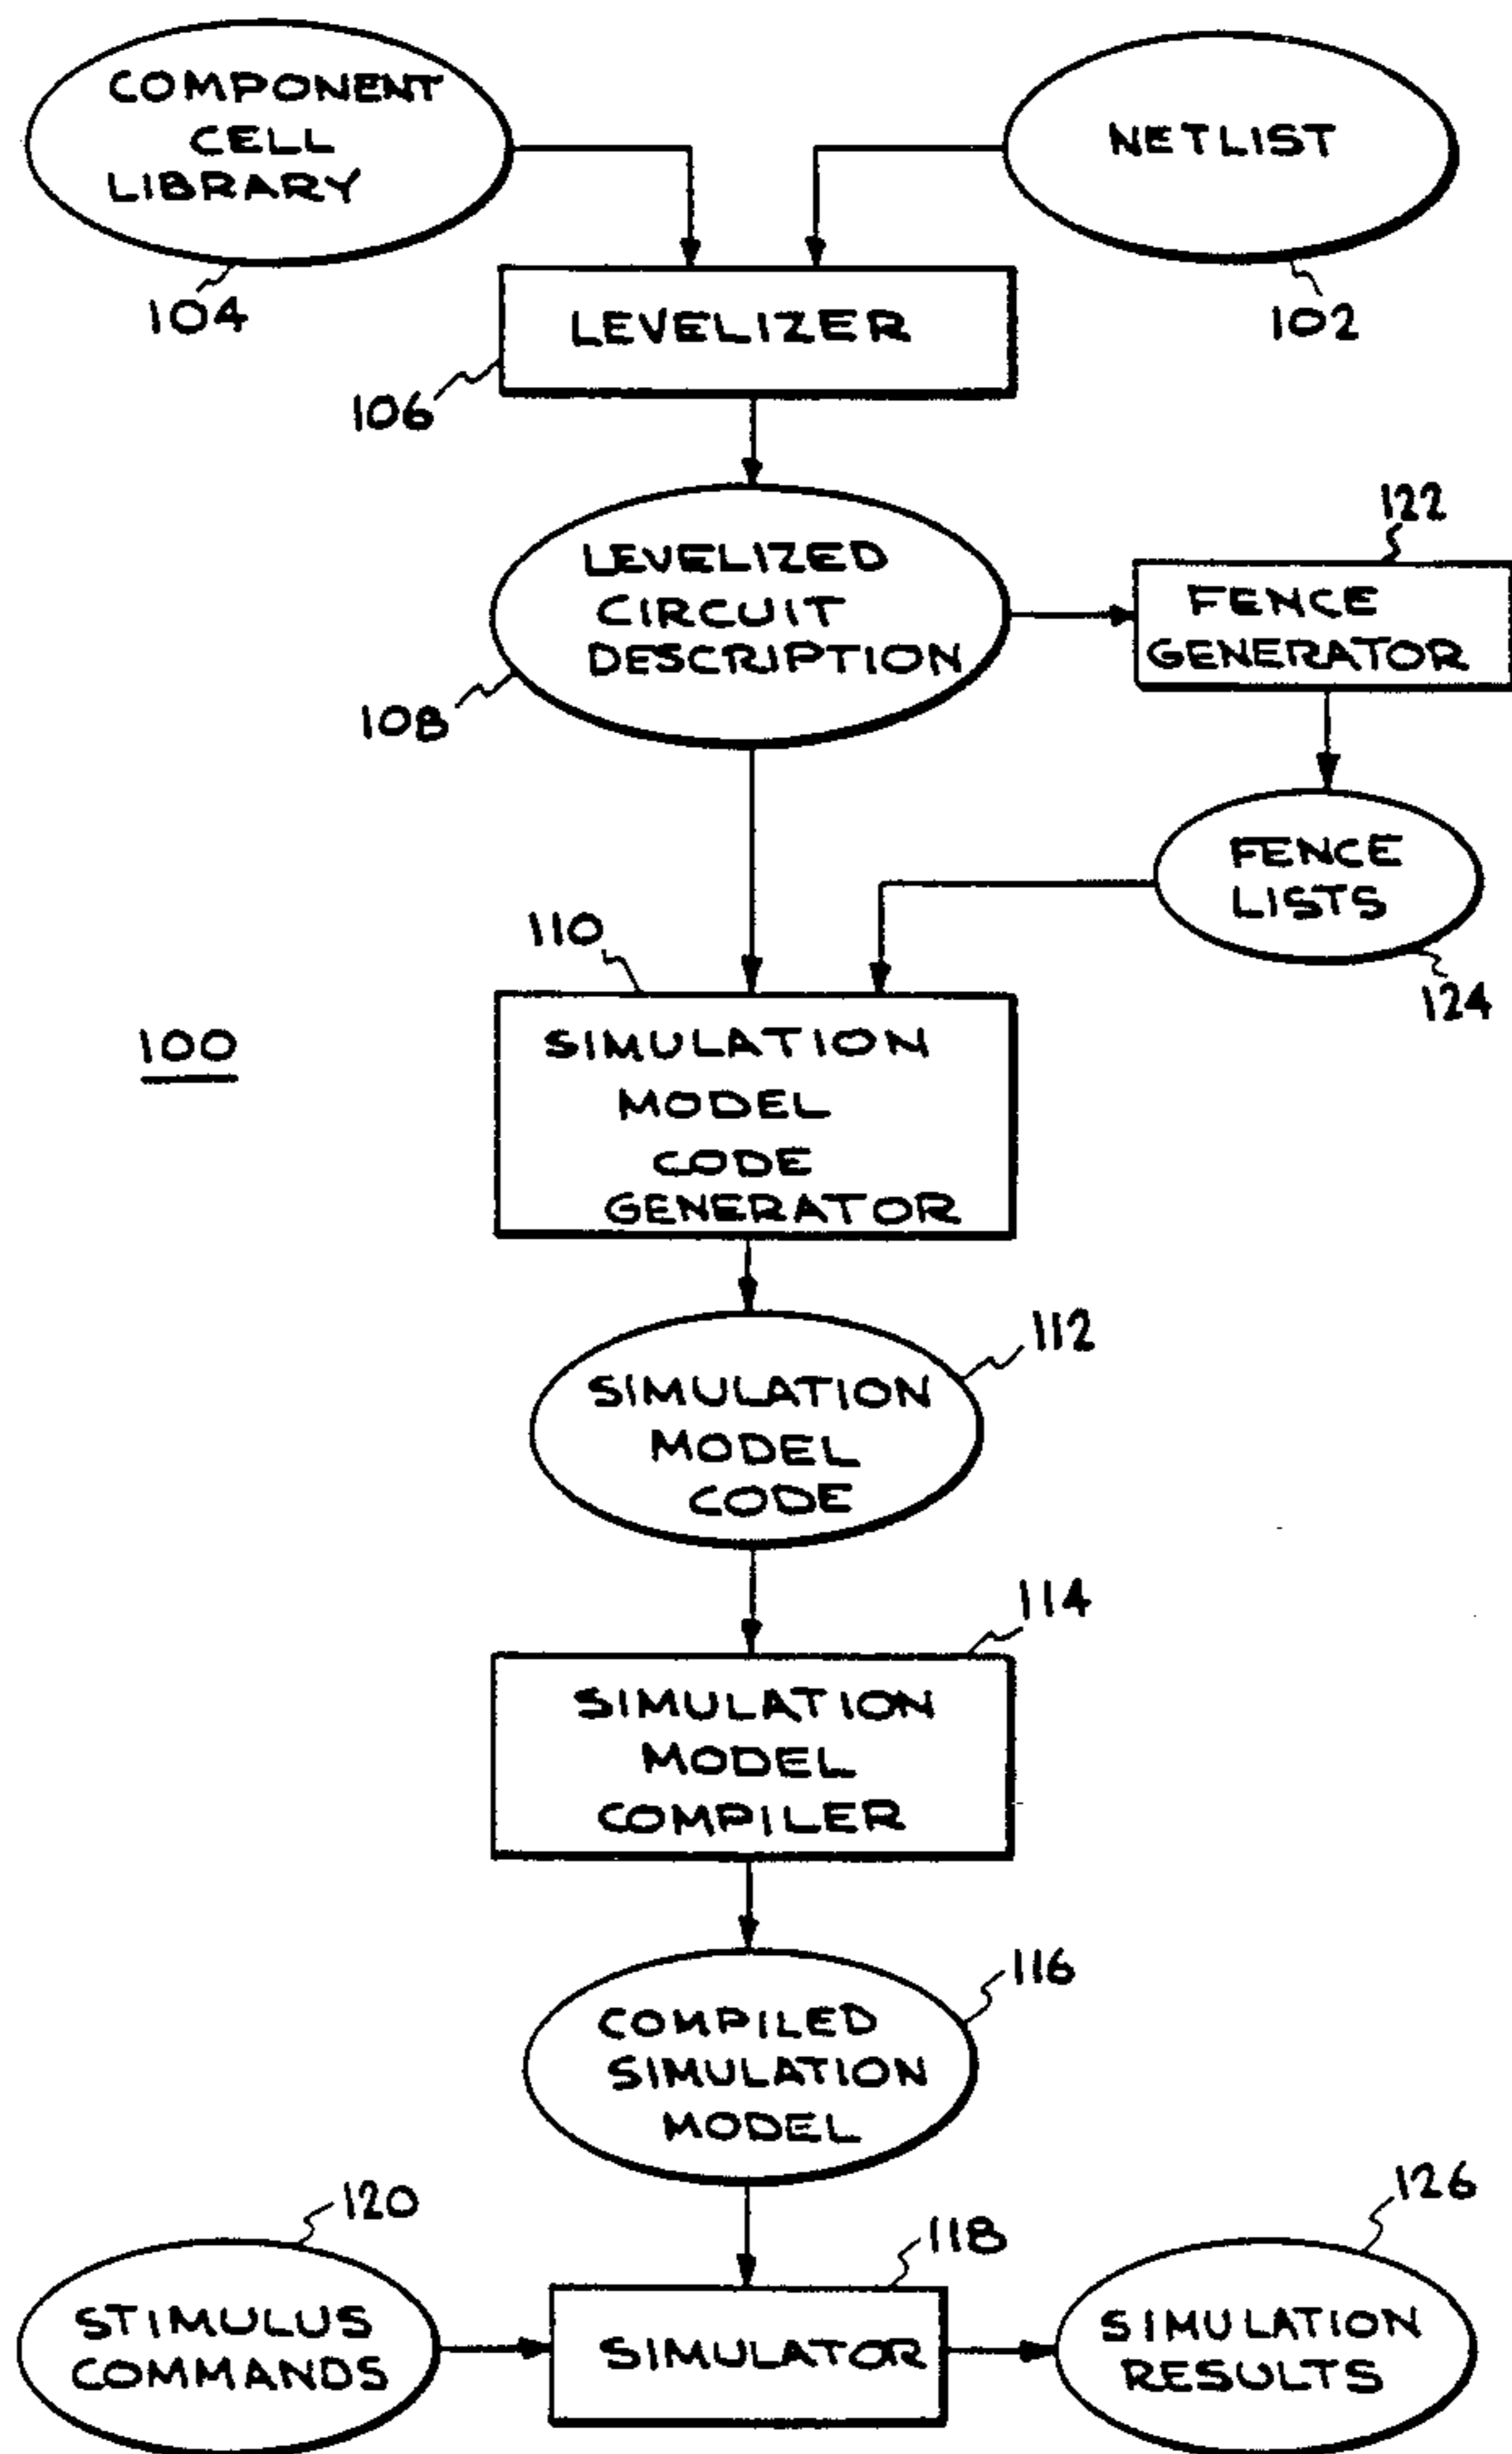 COMPONENT
CELL
LIBRARY
104
NETLIST
102
LEVELIZER
106
LEVELIZED
CIRCUIT
DESCRIPTION
108
122
FENCE
GENERATOR
FENCE
LISTS
124
110
100
SIMULATION
MODEL
CODE
GENERATOR
112
SIMULATION
MODEL
CODE
114
SIMULATION
MODEL
COMPILER
116
COMPILED
SIMULATION
MODEL
120
STIMULUS
COMMANDS
118
SIMULATOR
126
SIMULATION
RESULTS